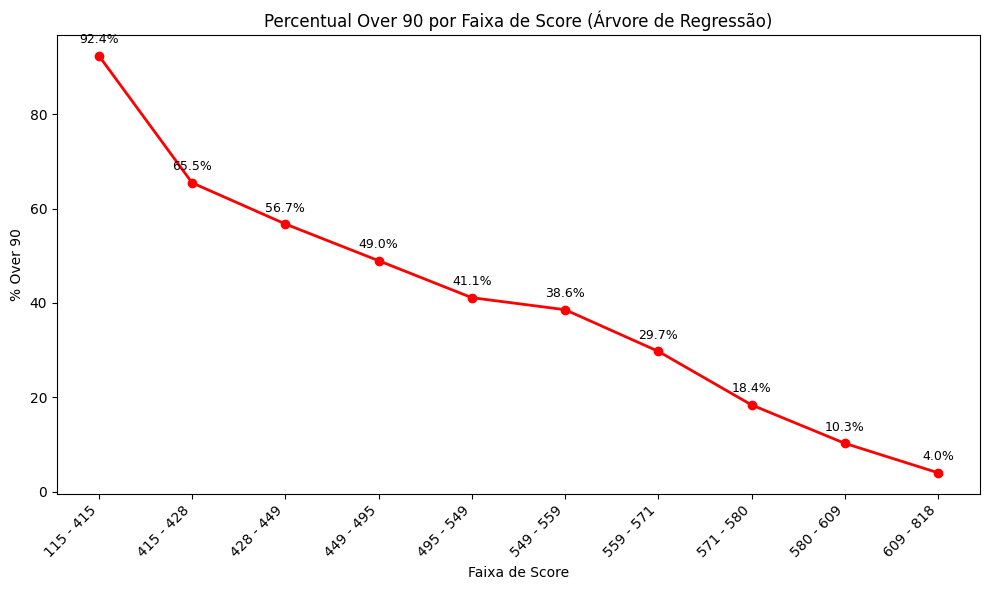 Percentual Over 90 por Faixa de Score (Árvore de Regressão)
92.4%
65.5%
56.7%
49.0%
41.1%
38.6%
29.7%
18.4%
10.3%
4.0%
% Over 90
80
60
40
20
0
115 - 415
415 - 428
428 - 449
449 - 495
495 - 549
549 - 559
559 - 571
571 - 580
580 - 609
609 - 818
Faixa de Score